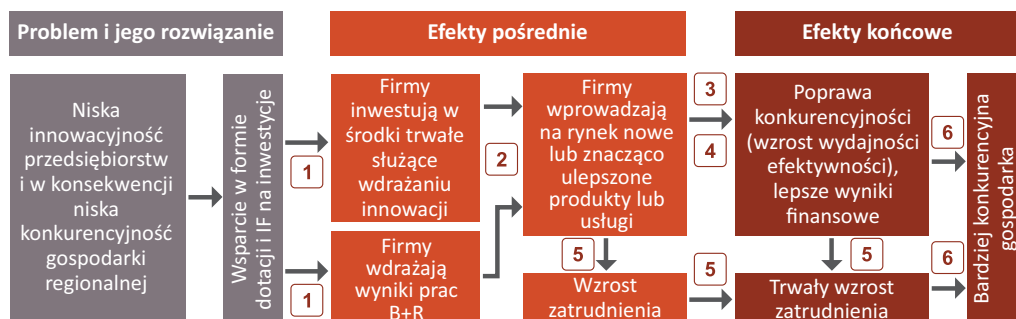 Problem i jego rozwiązanie
Efekty pośrednie
Efekty końcowe
Niska
innowacyjność
przedsiębiorstw
i w konsekwencji
niska
konkurencyjność
gospodarki
regionalnej
Wsparcie w formie
dotacji i IF na inwestycje
1
1
Firmy
inwestują w
środki trwałe
służące
wdrażaniu
innowacji
Firmy
wdrażają
wyniki prac
B+R
2
Firmy
wprowadzają
na rynek nowe
lub znacząco
ulepszone
produkty lub
usługi
5
Wzrost
zatrudnienia
3
4
5
Poprawa
konkurencyjności
(wzrost wydajności
efektywności),
lepsze wyniki
finansowe
5
Trwały wzrost
zatrudnienia
6
6
Bardziej konkurencyjna
gospodarka